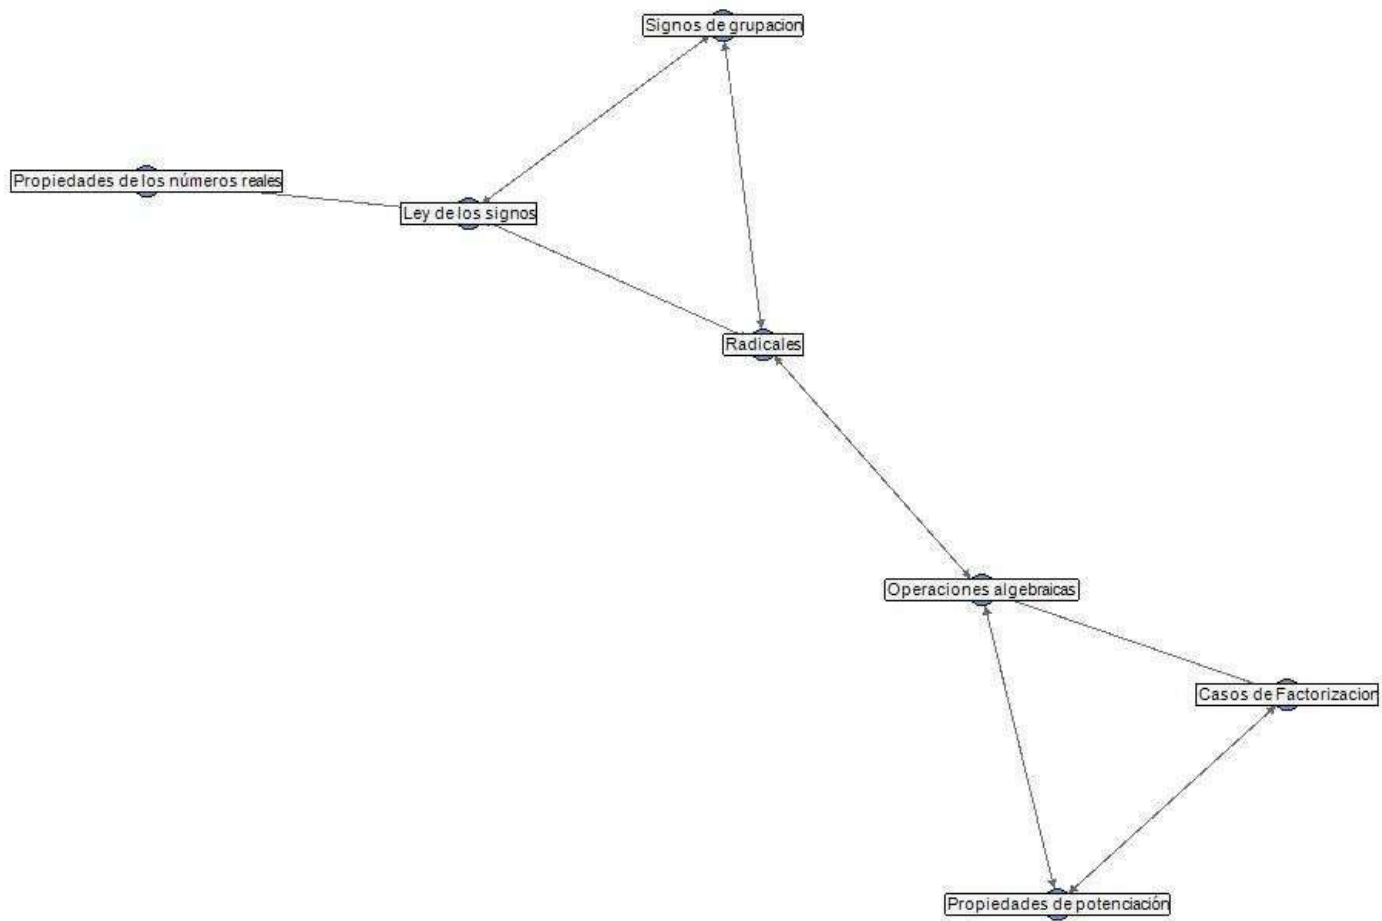 Signos de grupacion
Propiedades de los números reales
Ley de los signos
Radicales
Operaciones algebraicas
Casos de Factorizacion
Propiedades de potenciación